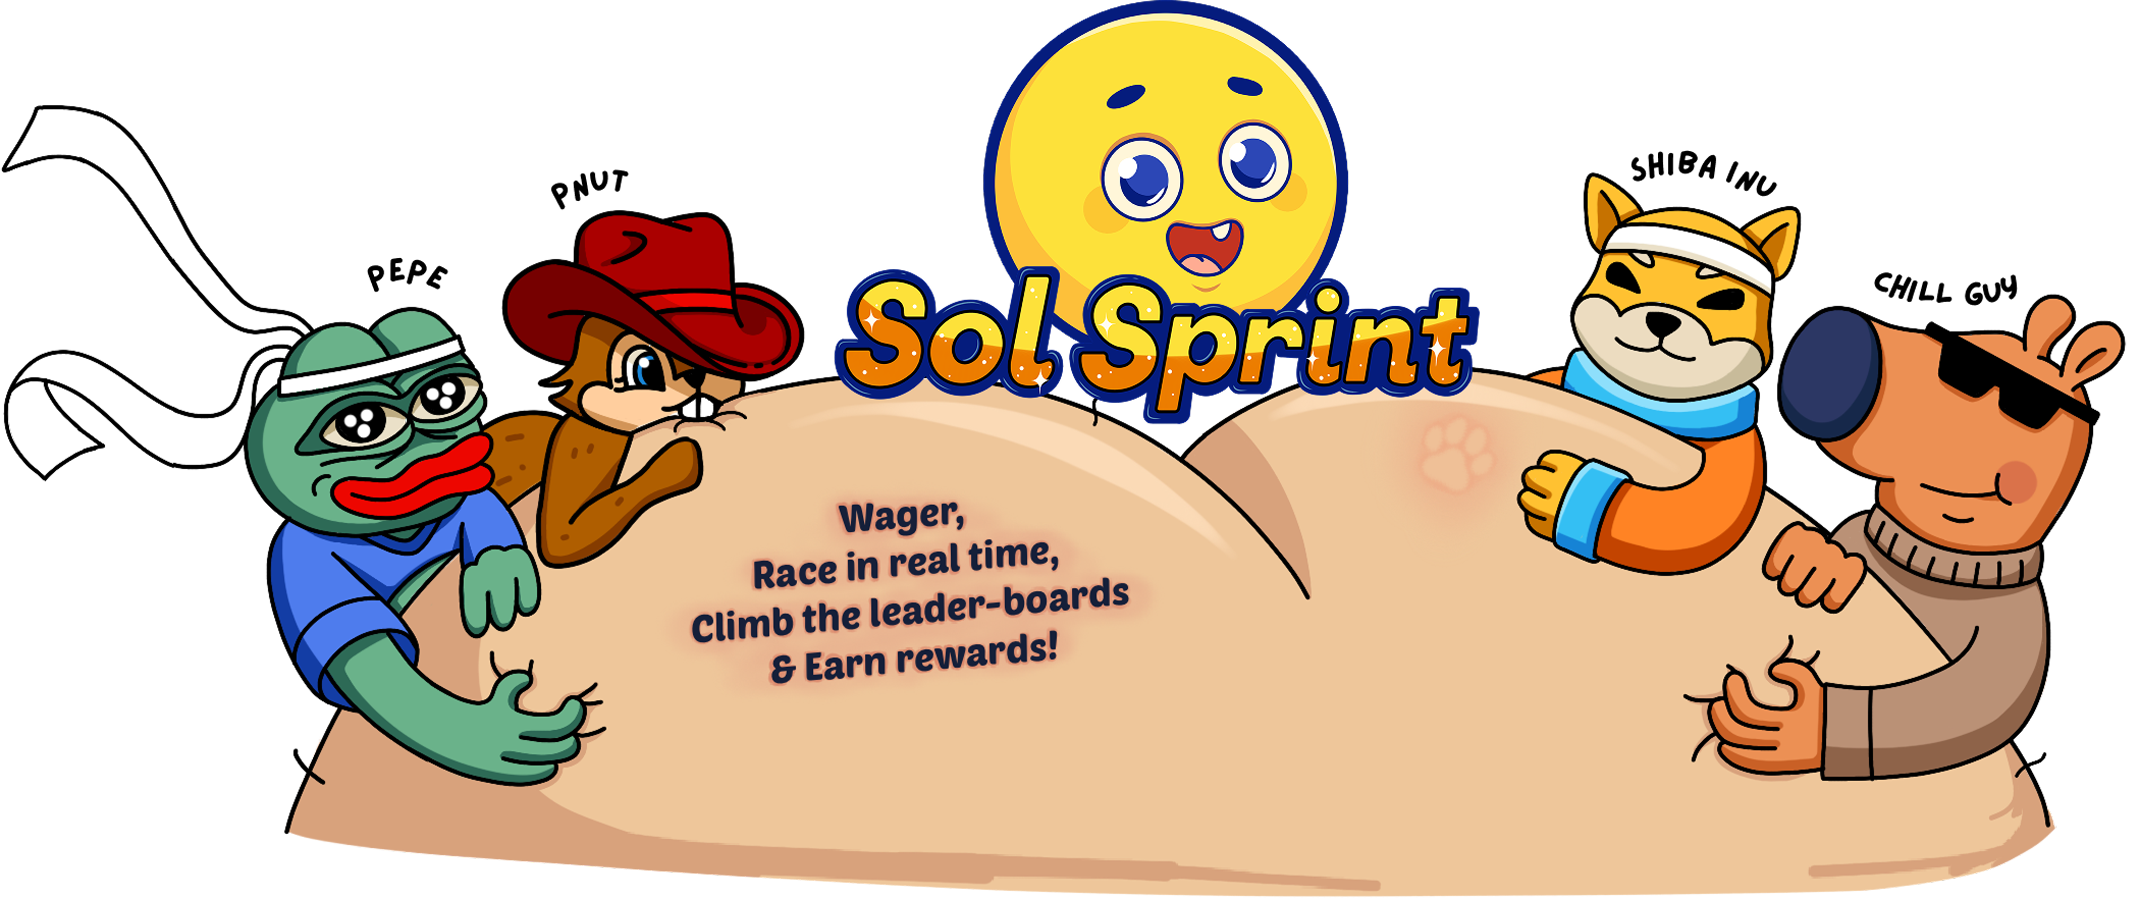 PNUT
PEPE
Sol Sprint
SHIBA INU
CHILL GUY
Wager,
Race in real time,
Climb the leader-boards
& Earn rewards!